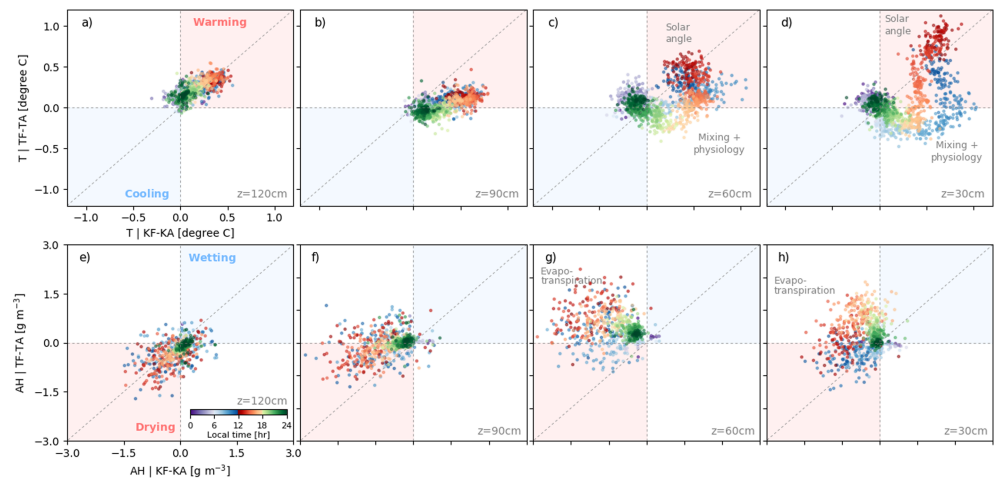 a)
Warming
b)
c)
Solar
angle
d)
Solar
angle
1.0
0.5
0.0
−0.5
−1.0
T | TF-TA [degree C]
Cooling
z=120cm
z=90cm
Mixing +
physiology
z=60cm
Mixing +
physiology
z=30cm
−1.0 −0.5 0.0 0.5 1.0
T | KF-KA [degree C]
e)
Wetting
f)
g)
Evapo-
transpiration
h)
Evapo-
transpiration
3.0
1.5
0.0
−1.5
−3.0
AH | TF-TA [g m−3]
z=120cm
0 6 12 18 24
Local time [hr]
Drying
z=90cm
z=60cm
z=30cm
−3.0 −1.5 0.0 1.5 3.0
AH | KF-KA [g m−3]